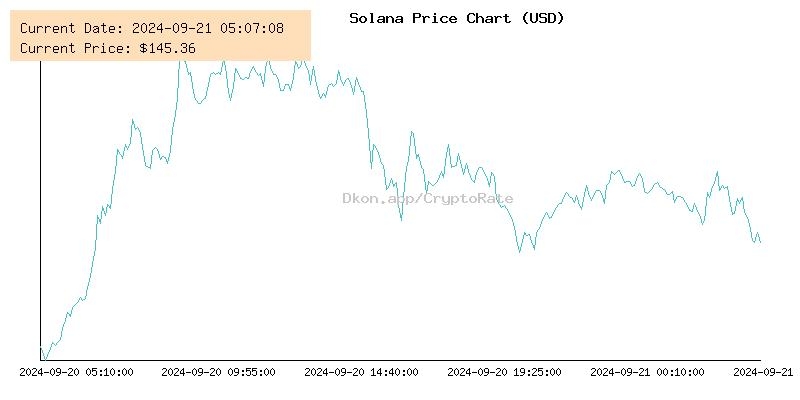 Solana Price Chart (USD)
Current Date: 2024-09-21 05:07:08
Current Price: $145.36
Dkon.app/CryptoRate
2024-09-20 05:10:00 2024-09-20 09:55:00 2024-09-20 14:40:00 2024-09-20 19:25:00 2024-09-21 00:10:00 2024-09-21